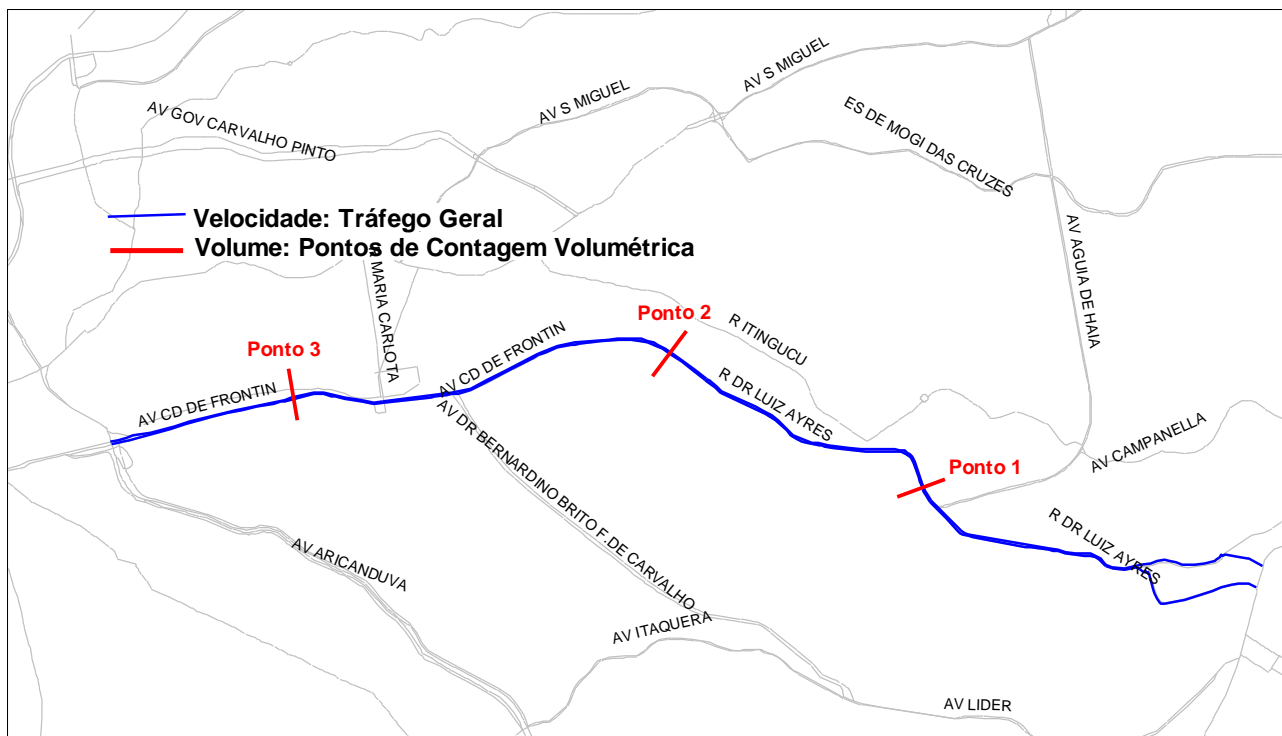 AV S MIGUEL
AV S MIGUEL
AV GOV CARVALHO PINTO
ES DE MOGI DAS CRUZES
Velocidade: Tráfego Geral
Volume: Pontos de Contagem Volumétrica
MARIA CARLOTA
AV AGUIA DE HAIA
Ponto 2
R ITINGUCU
Ponto 3
AV CD DE FRONTIN
AV CD DE FRONTIN
R DR LUIZ AYRES
AV CAMPANELLA
Ponto 1
AV DR BERNARDINO BRITO F.DE CARVALHO
R DR LUIZ AYRES
AV ARICANDUVA
AV ITAQUERA
AV LIDER